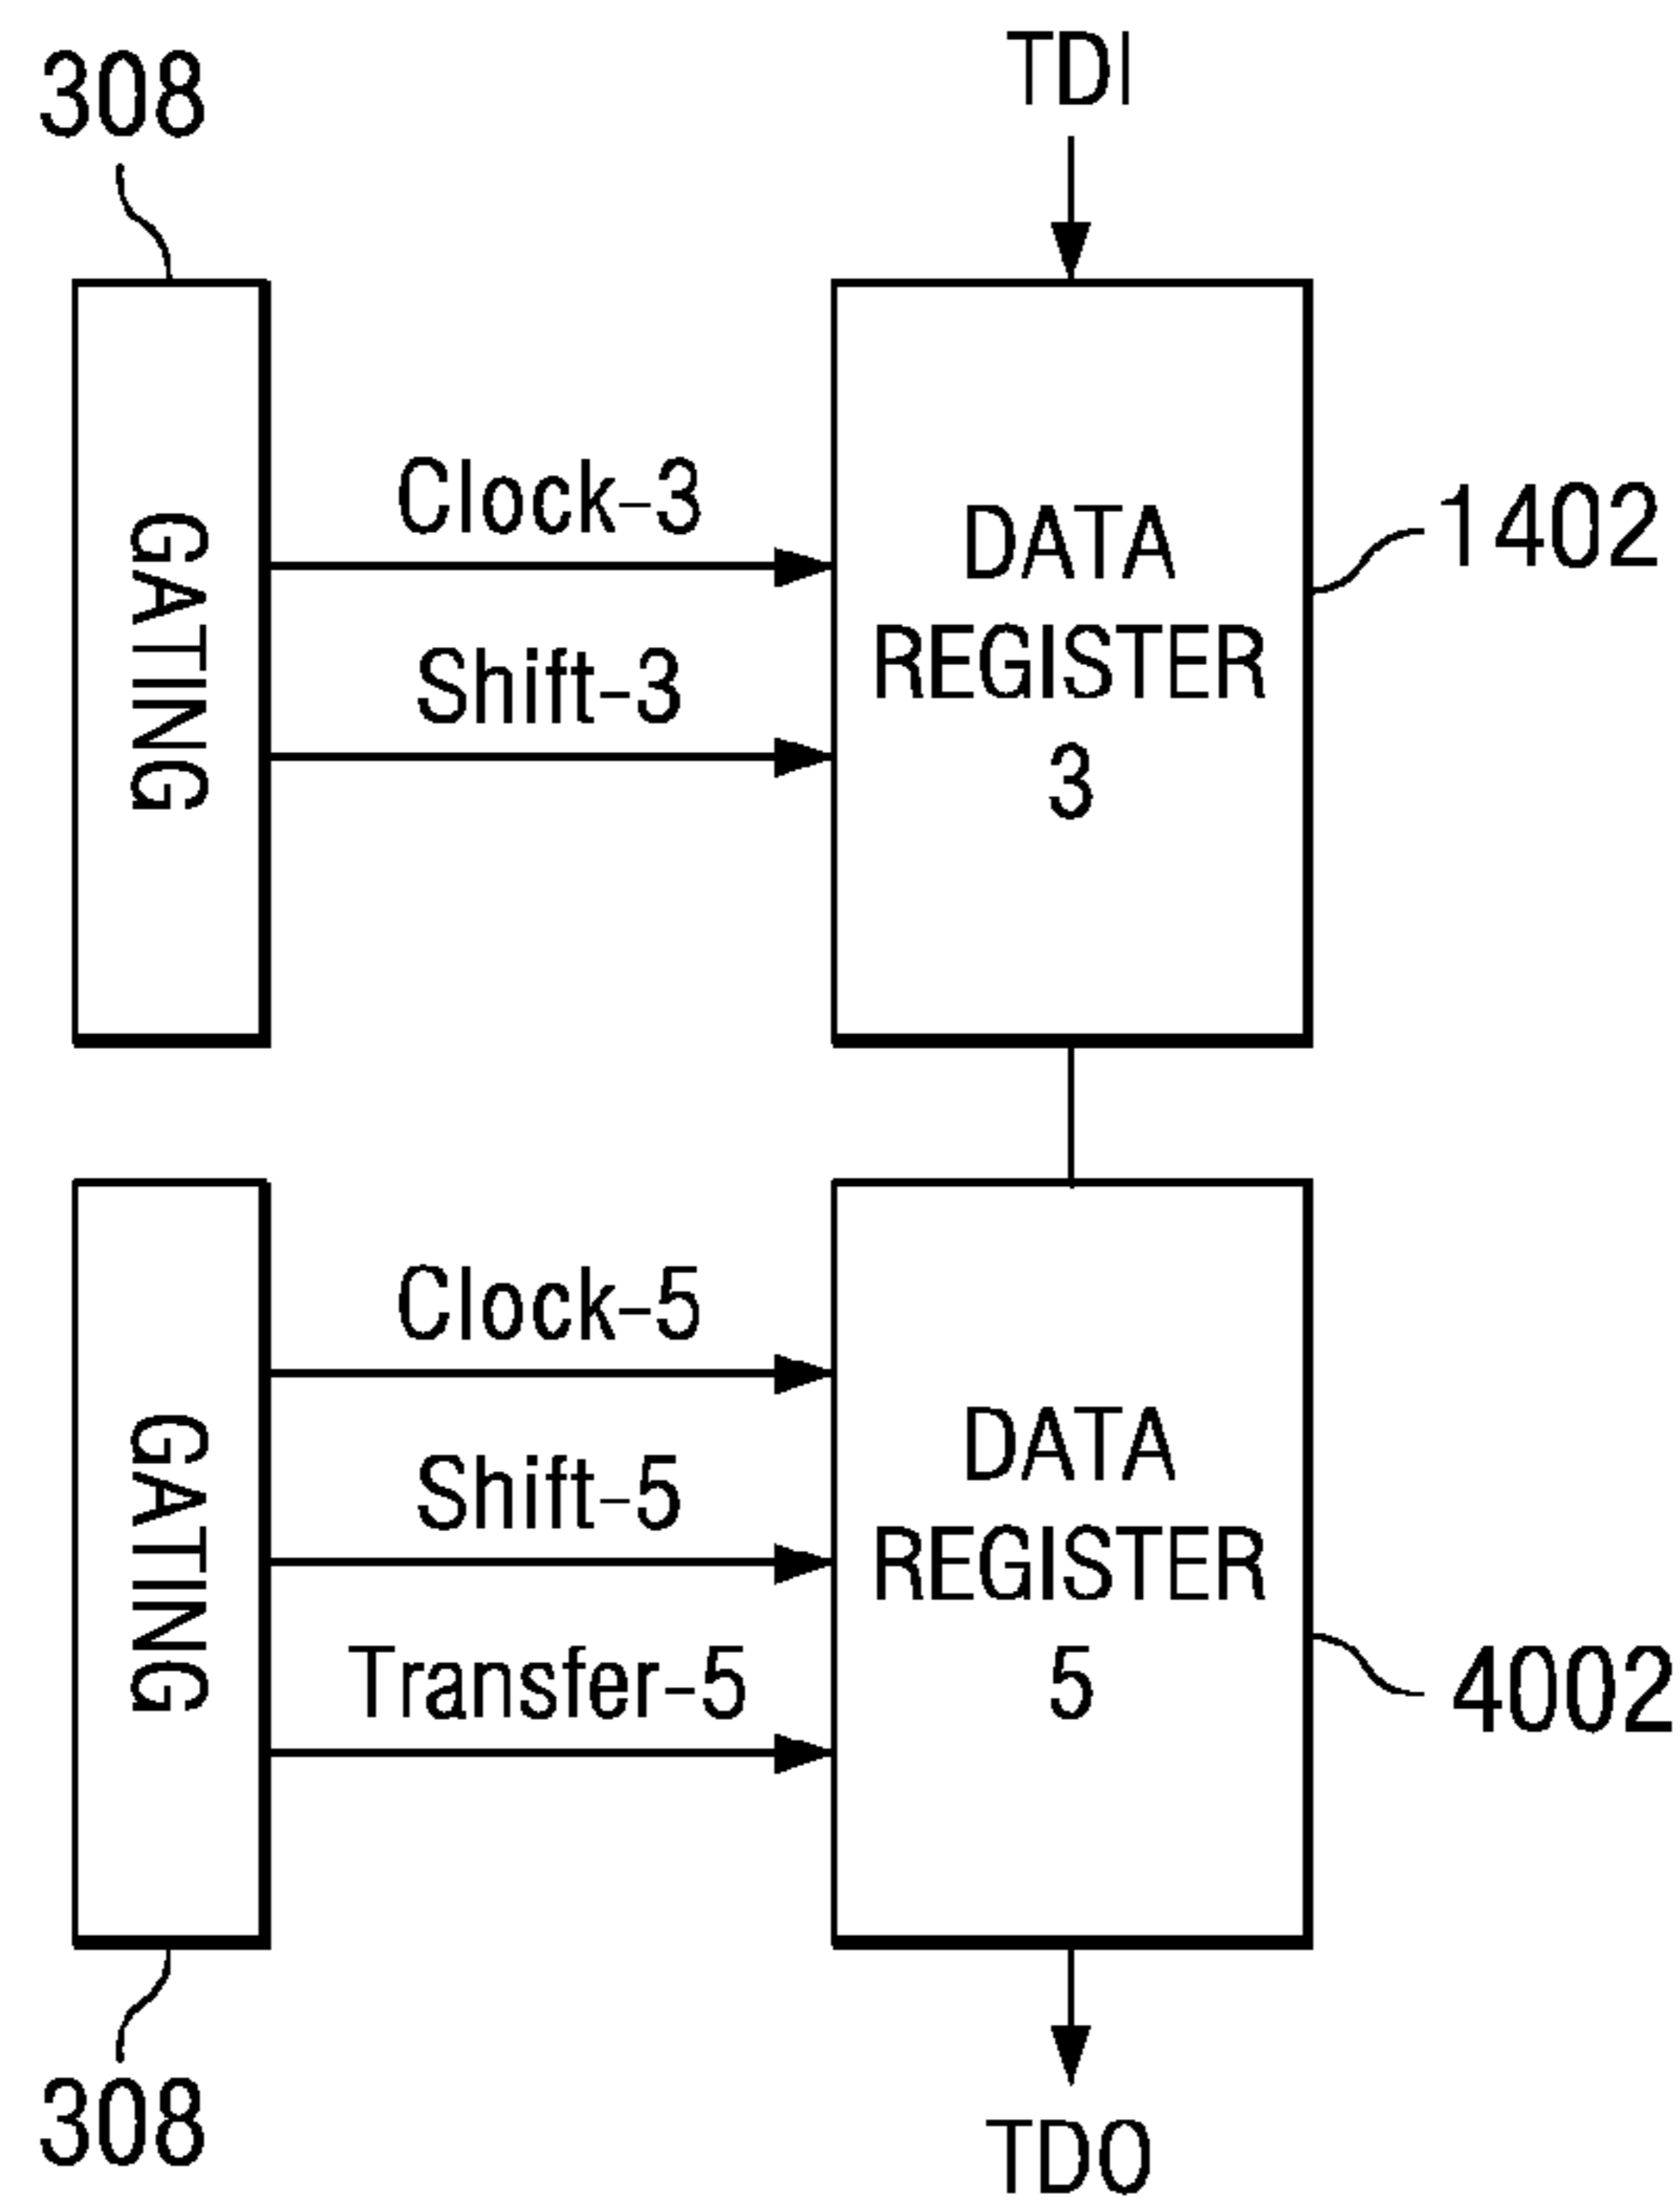 308
TDI
GATING
Clock-3
Shift-3
DATA
REGISTER
3
1402
GATING
Clock-5
Shift-5
Transfer-5
DATA
REGISTER
5
4002
308
TDO